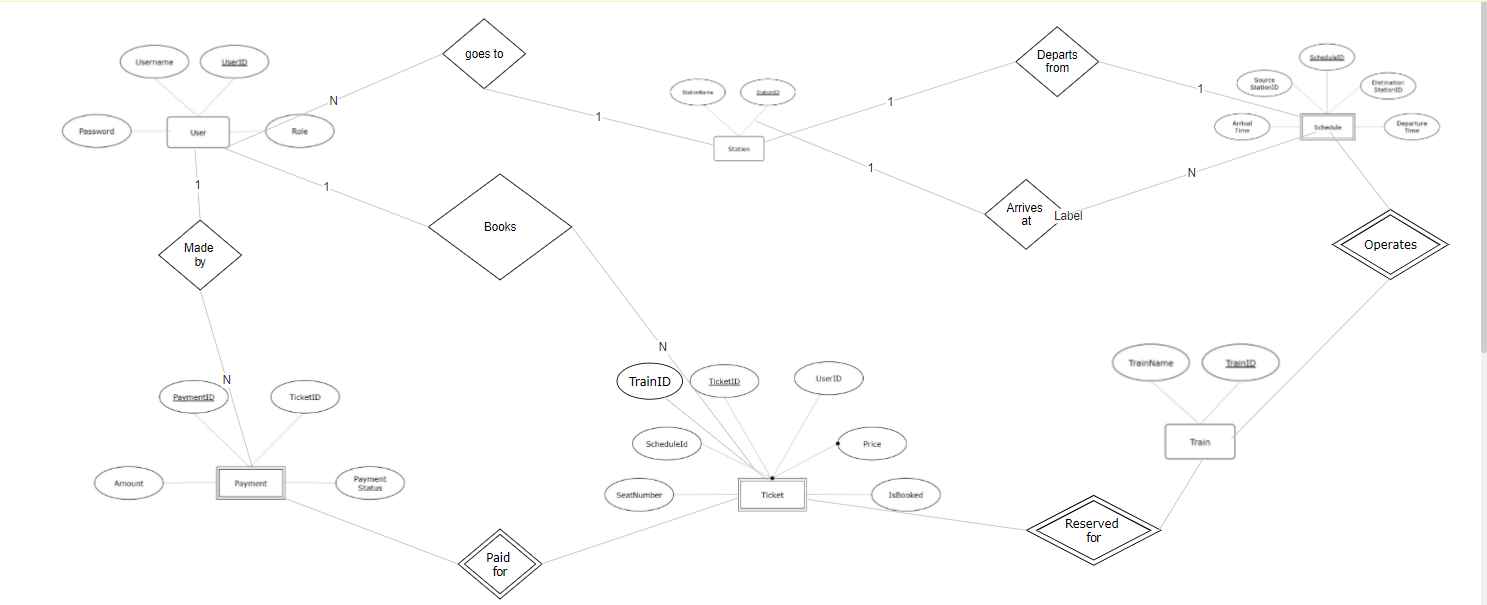 goes to
Departs
from
Username
UserID
ScheduleID
Source
StationID
Distination
StationID
StationName
StationID
N
1
1
1
Password
User
Role
Arrival
Time
Schedule
Departure
Time
Station
1
N
1
1
Arrives
at
Label
Books
Made
by
Operates
N
TrainName
TrainID
N
TrainID
TicketID
UserID
PaymentID
TicketID
ScheduleId
Price
Train
Amount
Payment
Payment
Status
SeatNumber
Ticket
IsBooked
Reserved
for
Paid
for